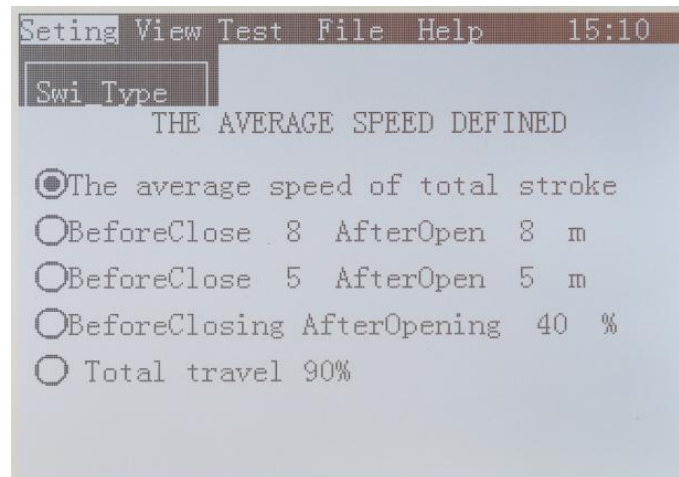 Seting View Test File Help 15:10
Swi_Type
THE AVERAGE SPEED DEFINED
The average speed of total stroke
BeforeClose 8 AfterOpen 8 m
BeforeClose 5 AfterOpen 5 m
BeforeClosing AfterOpening 40 %
Total travel 90%